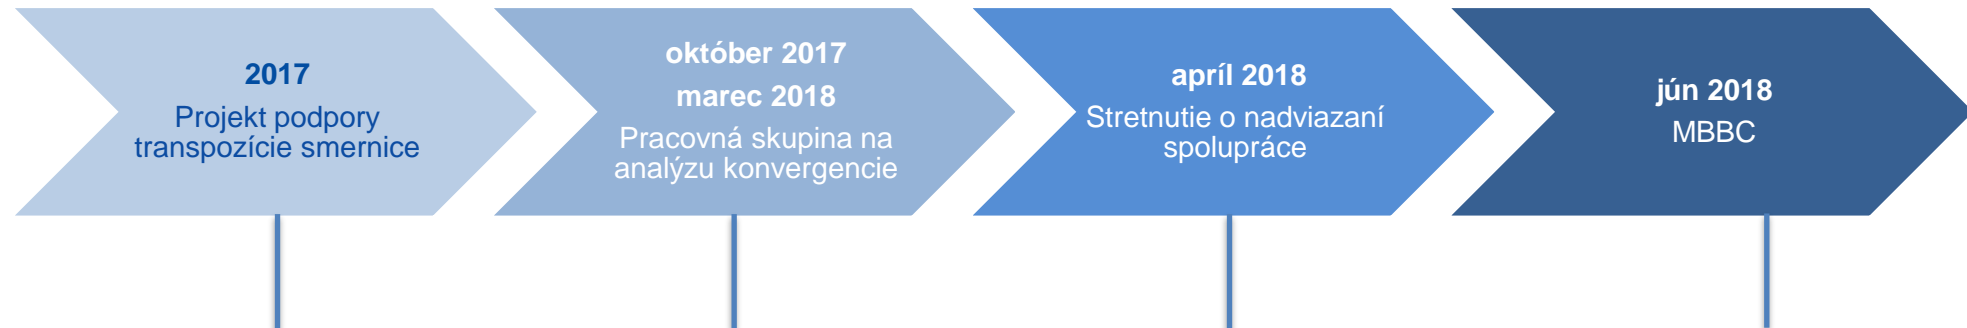 2017
Projekt podpory
transpozície smernice
október 2017
marec 2018
Pracovná skupina na
analýzu konvergencie
apríl 2018
Stretnutie o nadviazaní
spolupráce
jún 2018
MBBC